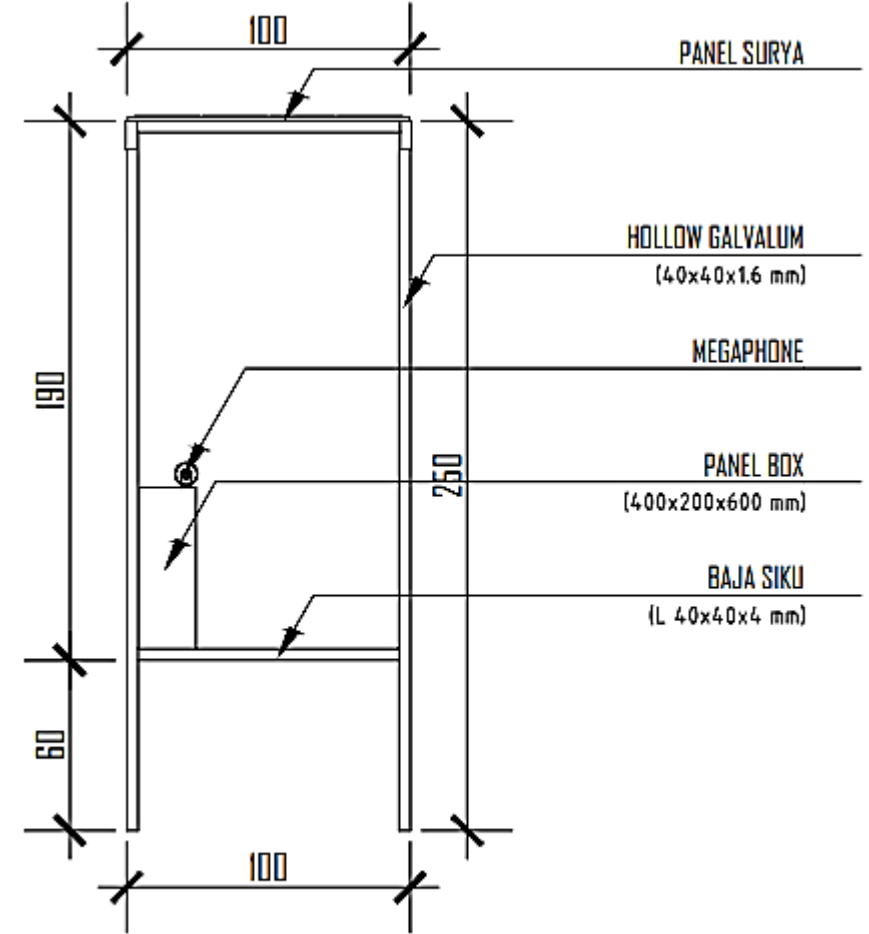 100
PANEL SURYA
HOLLOW GALVALUM
(40x40x1.6 mm)
MEGAPHONE
190
250
PANEL BOX
(400x200x600 mm)
BAJA SIKU
(L 40x40x4 mm)
60
100